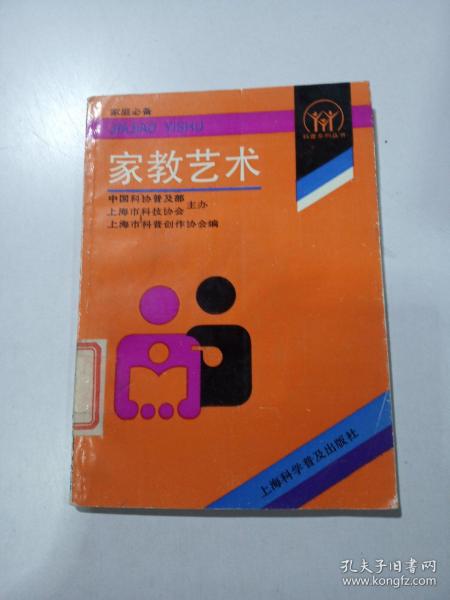 家庭必备
JIAJIAO YISHU
家教艺术
中国科协普及部
上海市科技协会 主办
上海市科普创作协会编
科普系列丛书
上海科学普及出版社
孔夫子旧书网
www.kongfz.com